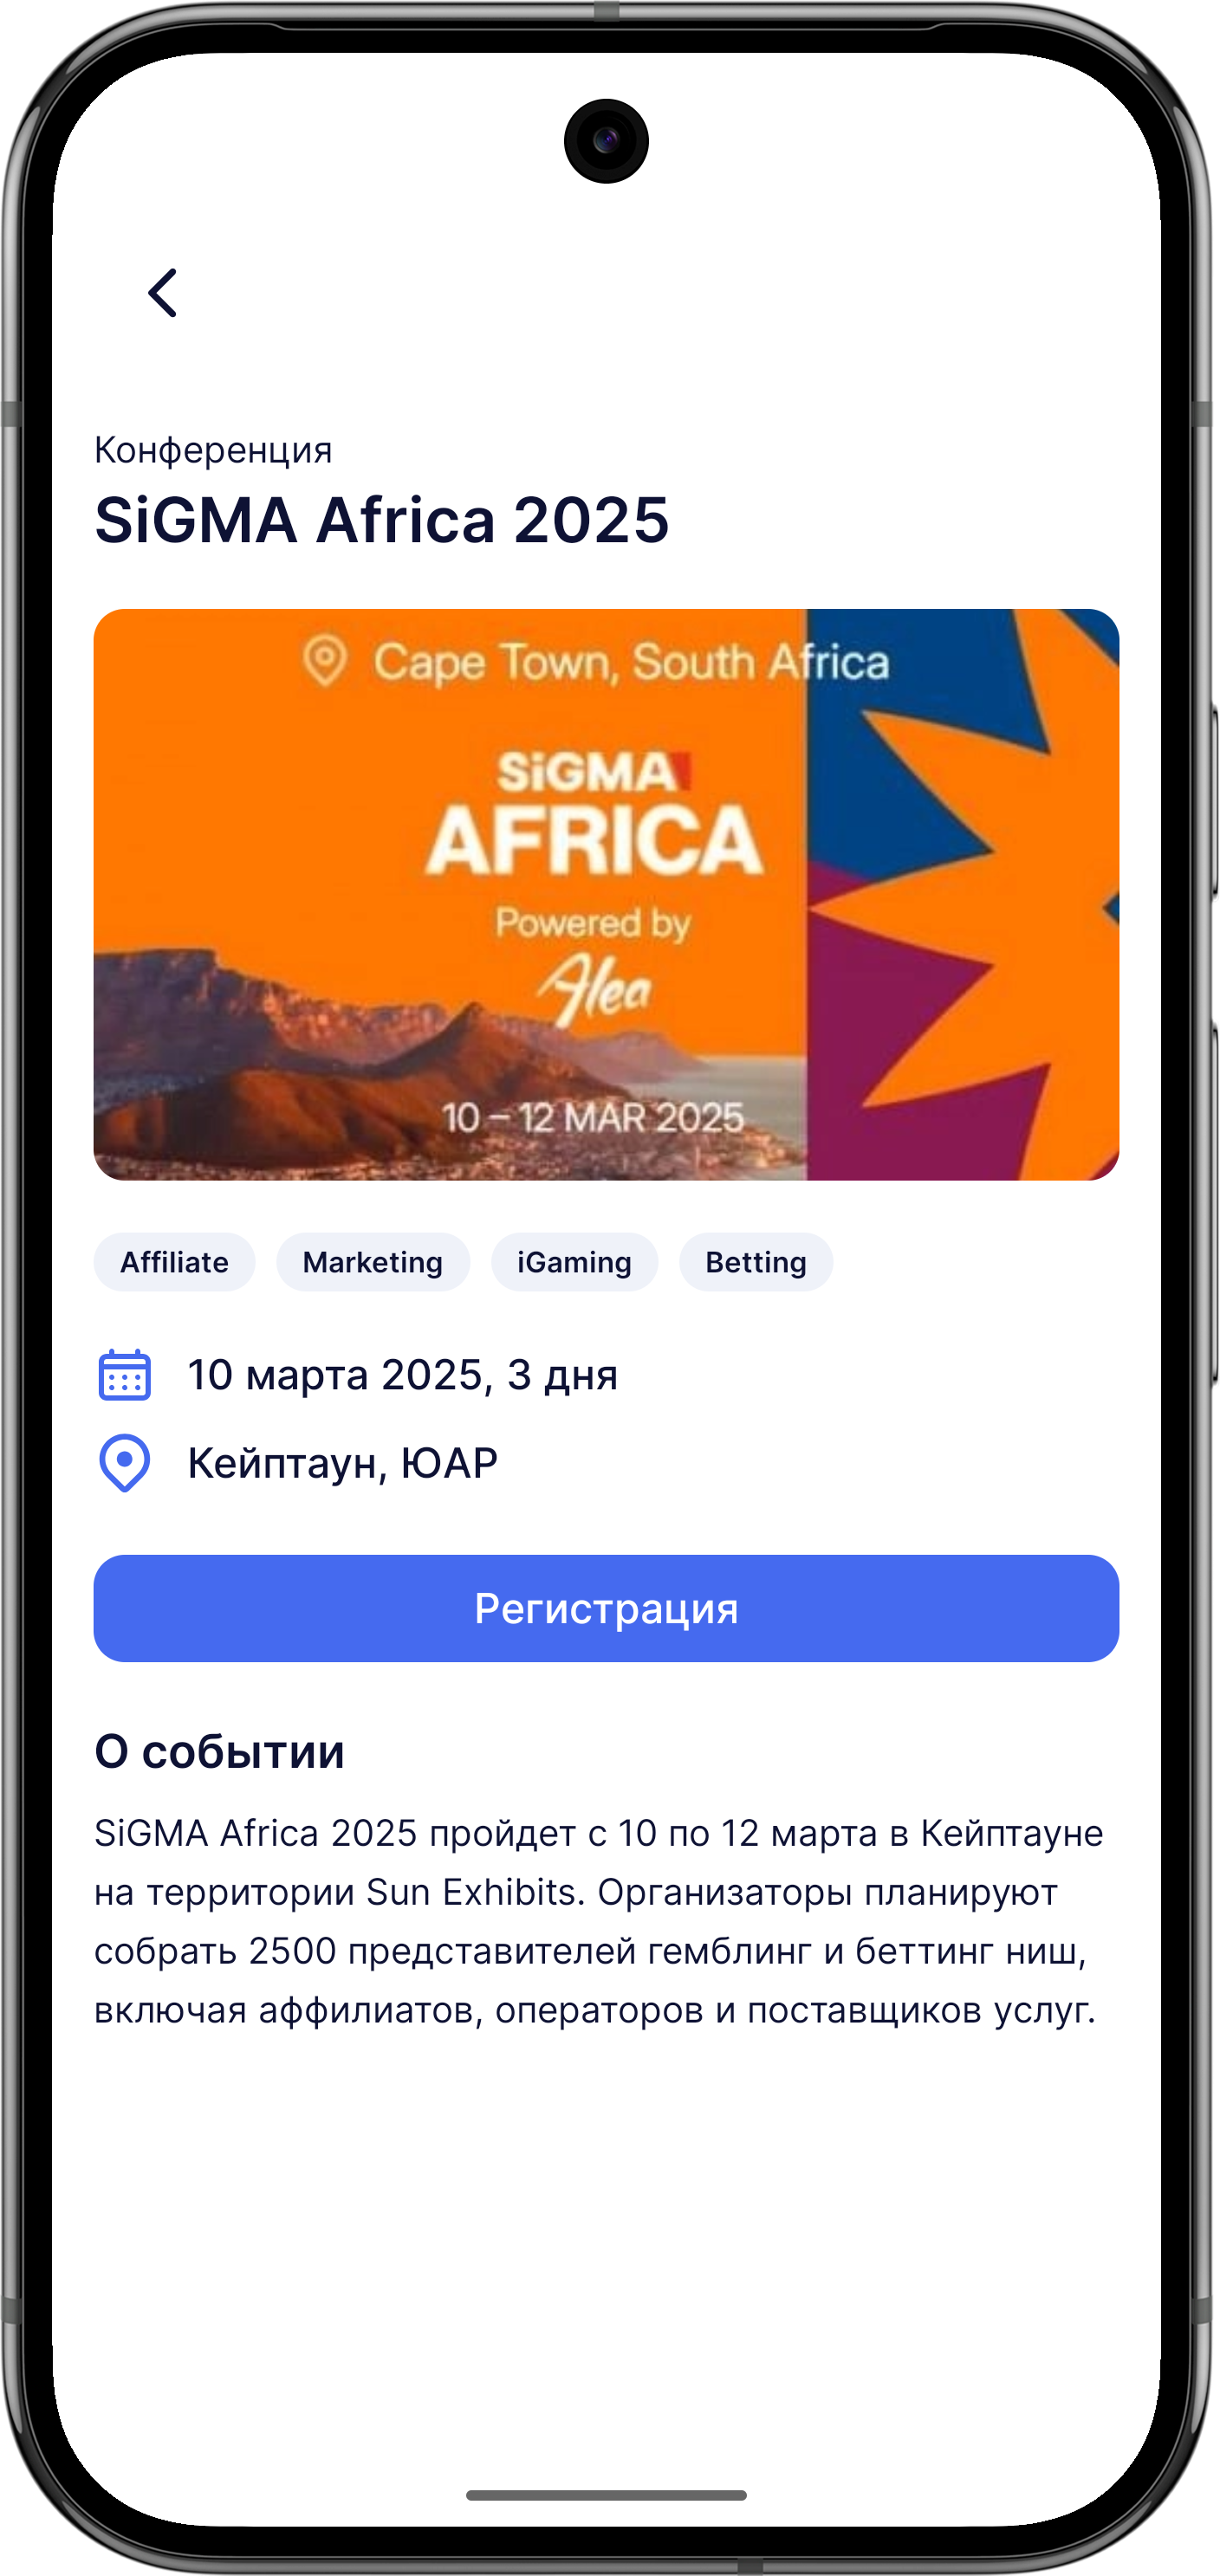 Конференция
SiGMA Africa 2025
Cape Town, South Africa
SiGMA
AFRICA
Powered by
Alea
10 – 12 MAR 2025
Affiliate Marketing iGaming Betting
10 марта 2025, 3 дня
Кейптаун, ЮАР
Регистрация
О событии
SiGMA Africa 2025 пройдет с 10 по 12 марта в Кейптауне
на территории Sun Exhibits. Организаторы планируют
собрать 2500 представителей гемблинг и беттинг ниш,
включая аффилиатов, операторов и поставщиков услуг.